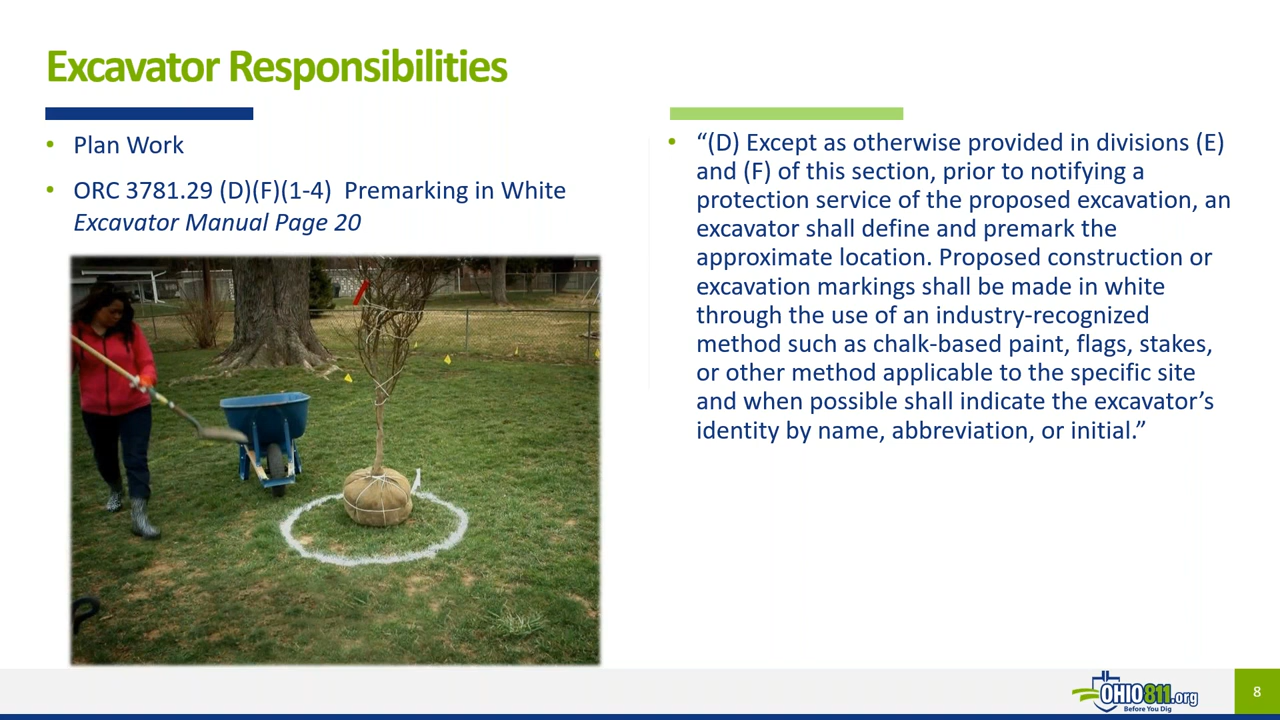 Excavator Responsibilities
• Plan Work
• ORC 3781.29 (D)(F)(1-4)  Premarking in White
Excavator Manual Page 20
• “(D) Except as otherwise provided in divisions (E)
and (F) of this section, prior to notifying a
protection service of the proposed excavation, an
excavator shall define and premark the
approximate location. Proposed construction or
excavation markings shall be made in white
through the use of an industry-recognized
method such as chalk-based paint, flags, stakes,
or other method applicable to the specific site
and when possible shall indicate the excavator’s
identity by name, abbreviation, or initial.”
OHIO811.org
Before You Dig
8